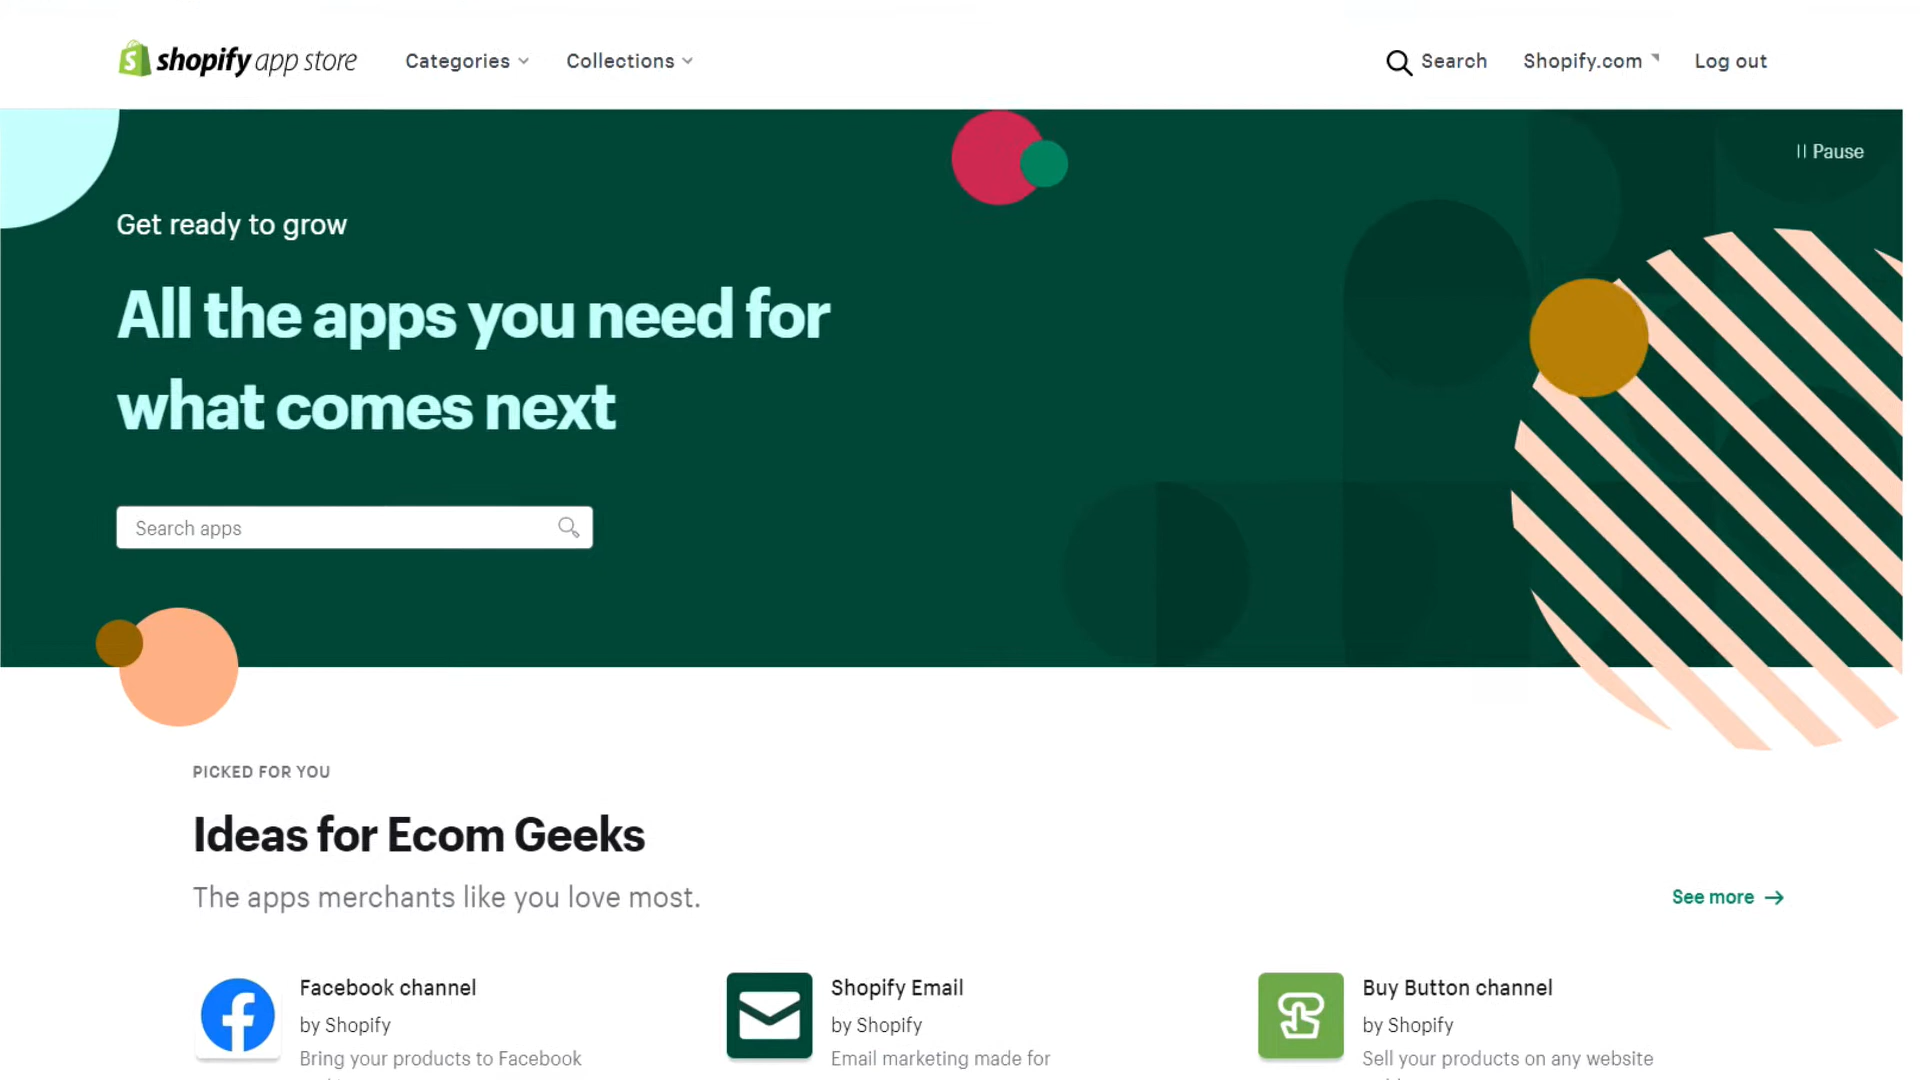 shopify app store
Categories
Collections
Search
Shopify.com
Log out
Pause
Get ready to grow
All the apps you need for
what comes next
Search apps
PICKED FOR YOU
Ideas for Ecom Geeks
The apps merchants like you love most.
See more
Facebook channel
by Shopify
Bring your products to Facebook
Shopify Email
by Shopify
Email marketing made for
Buy Button channel
by Shopify
Sell your products on any website